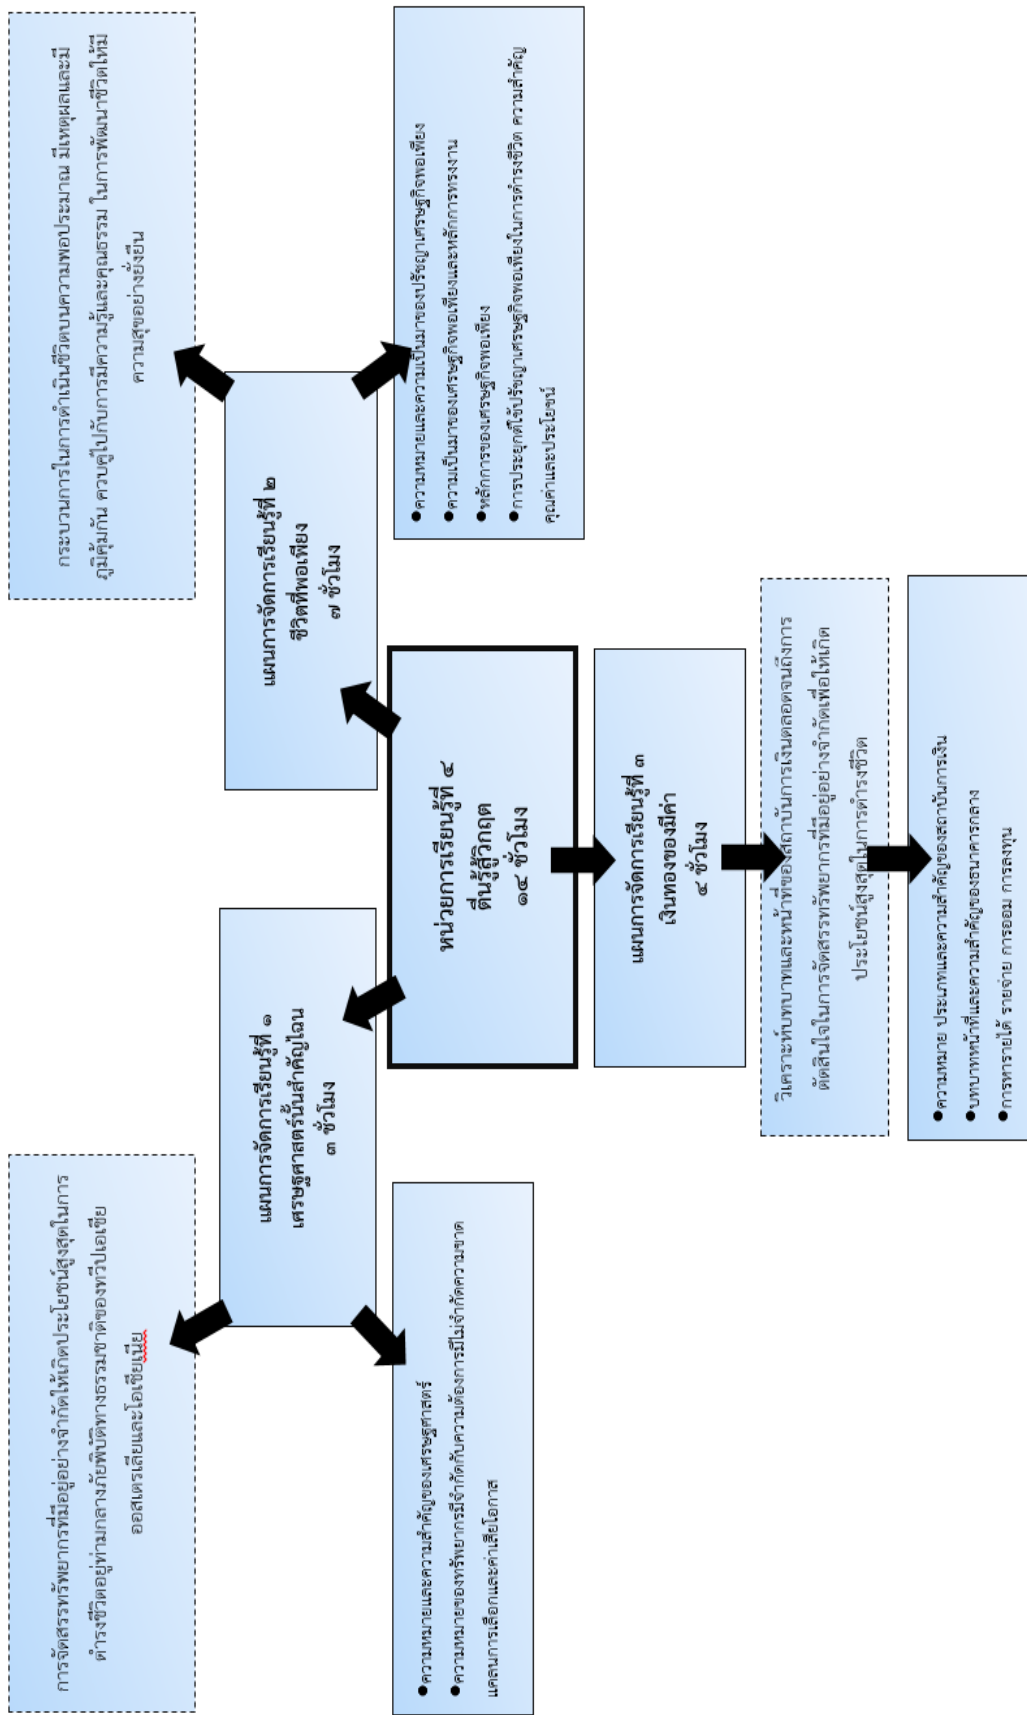 การจัดสรรทรัพยากรที่มีอยู่อย่างจำกัดให้เกิดประโยชน์สูงสุดในการ
ดำรงชีวิตอยู่ท่ามกลางภัยพิบัติทางธรรมชาติของทวีปเอเชีย
ออสเตรเลียและโอเชียเนีย
กระบวนการในการดำเนินชีวิตบนความพอประมาณ มีเหตุผลและมี
ภูมิคุ้มกัน ควบคู่ไปกับการมีความรู้และคุณธรรม ในการพัฒนาชีวิตให้มี
ความสุขอย่างยั่งยืน
แผนการจัดการเรียนรู้ที่ ๑
เศรษฐศาสตร์นั้นสำคัญไฉน
๓ ชั่วโมง
แผนการจัดการเรียนรู้ที่ ๒
ชีวิตที่พอเพียง
๗ ชั่วโมง
●ความหมายและความสำคัญของเศรษฐศาสตร์
●ความหมายของทรัพยากรมีจำกัดกับความต้องการมีไม่จำกัดความขาด
แคลนการเลือกและค่าเสียโอกาส
หน่วยการเรียนรู้ที่ ๔
ตื่นรู้สู้วิกฤต
๑๔ ชั่วโมง
●ความหมายและความเป็นมาของปรัชญาเศรษฐกิจพอเพียง
●ความเป็นมาของเศรษฐกิจพอเพียงและหลักการทรงงาน
●หลักการของเศรษฐกิจพอเพียง
●การประยุกต์ใช้ปรัชญาเศรษฐกิจพอเพียงในการดำรงชีวิต ความสำคัญ
คุณค่าและประโยชน์
แผนการจัดการเรียนรู้ที่ ๓
เงินทองของมีค่า
๔ ชั่วโมง
วิเคราะห์บทบาทและหน้าที่ของสถาบันการเงินตลอดจนถึงการ
ตัดสินใจในการจัดสรรทรัพยากรที่มีอยู่อย่างจำกัดเพื่อให้เกิด
ประโยชน์สูงสุดในการดำรงชีวิต
●ความหมาย ประเภทและความสำคัญของสถาบันการเงิน
●บทบาทหน้าที่และความสำคัญของธนาคารกลาง
●การหารายได้ รายจ่าย การออม การลงทุน